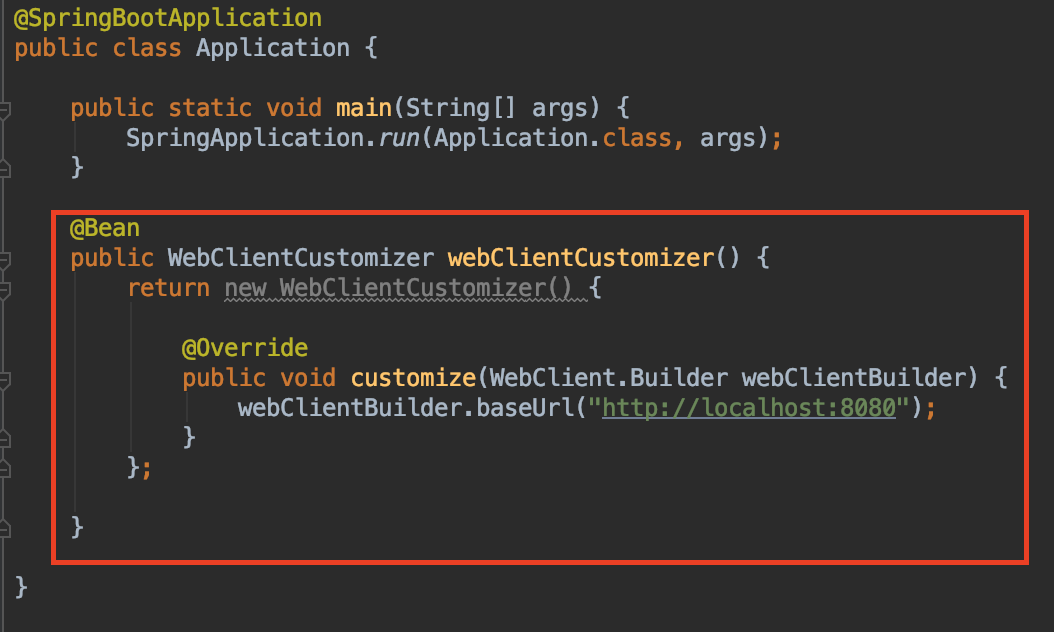 @SpringBootApplication
public class Application {
public static void main(String[] args) {
SpringApplication.run(Application.class, args);
}
@Bean
public WebClientCustomizer webClientCustomizer() {
return new WebClientCustomizer() {
@Override
public void customize(WebClient.Builder webClientBuilder) {
webClientBuilder.baseUrl("http://localhost:8080");
}
};
}
}